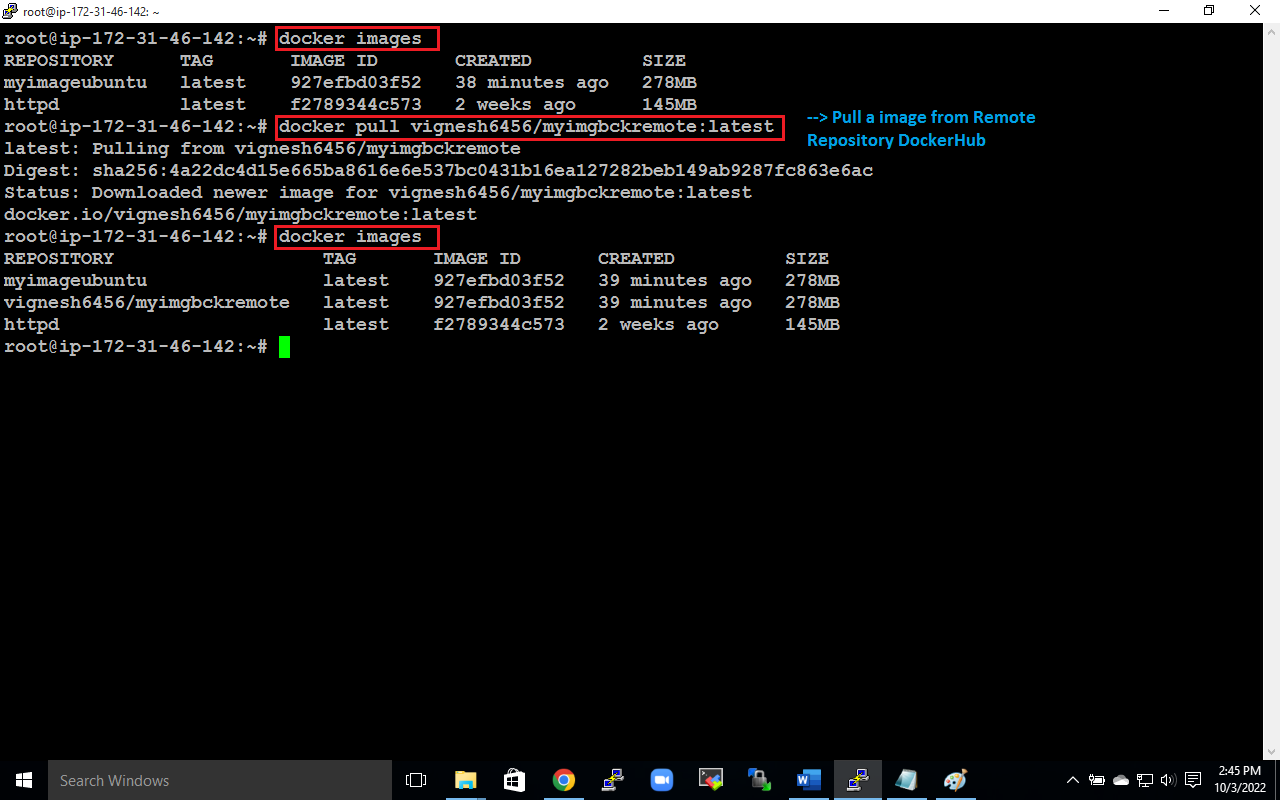 root@ip-172-31-46-142: ~
root@ip-172-31-46-142:~# docker images
REPOSITORY TAG IMAGE ID CREATED SIZE
myimageubuntu latest 927efbd03f52 38 minutes ago 278MB
httpd latest f2789344c573 2 weeks ago 145MB
root@ip-172-31-46-142:~# docker pull vignesh6456/myimgbckremote:latest
--> Pull a image from Remote
Repository DockerHub
latest: Pulling from vignesh6456/myimgbckremote
Digest: sha256:4a22dc4d15e665ba8616e6e537bc0431b16ea127282beb149ab9287fc863e6ac
Status: Downloaded newer image for vignesh6456/myimgbckremote:latest
docker.io/vignesh6456/myimgbckremote:latest
root@ip-172-31-46-142:~# docker images
REPOSITORY TAG IMAGE ID CREATED SIZE
myimageubuntu latest 927efbd03f52 39 minutes ago 278MB
vignesh6456/myimgbckremote latest 927efbd03f52 39 minutes ago 278MB
httpd latest f2789344c573 2 weeks ago 145MB
root@ip-172-31-46-142:~#
Search Windows
2:45 PM
10/3/2022